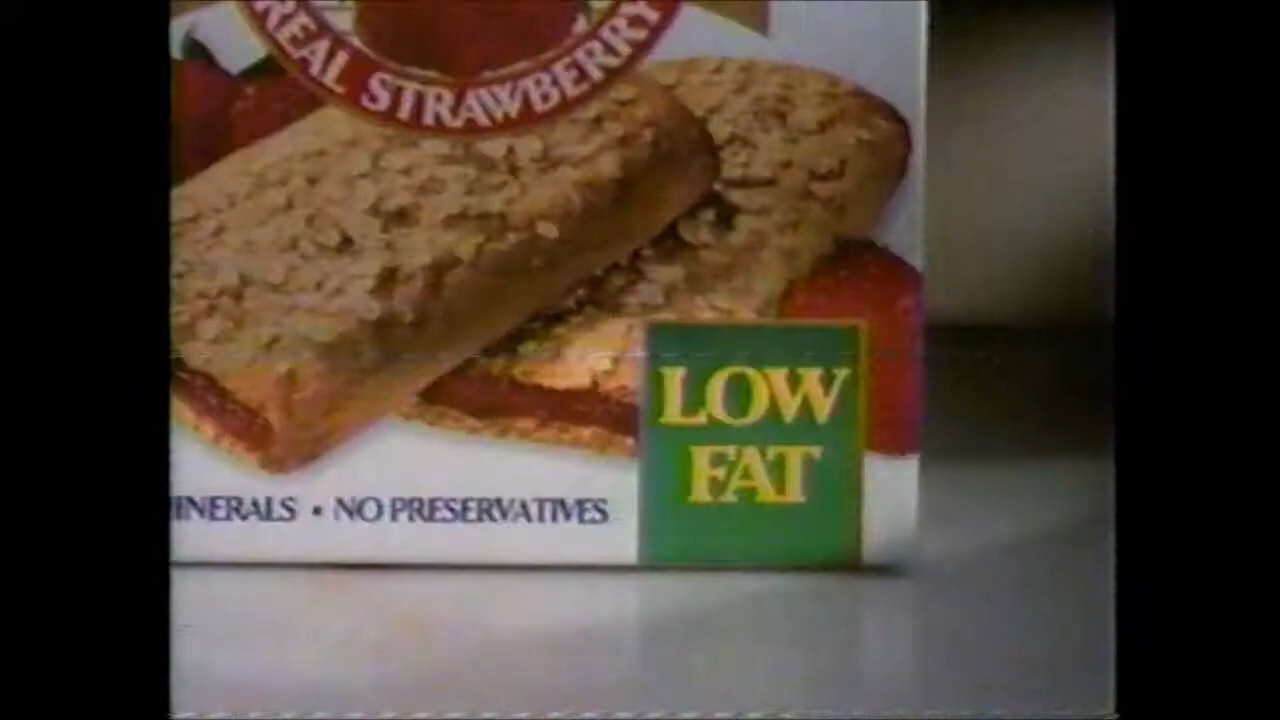 REAL STRAWBERRY
LOW
FAT
INERALS • NO PRESERVATIVES